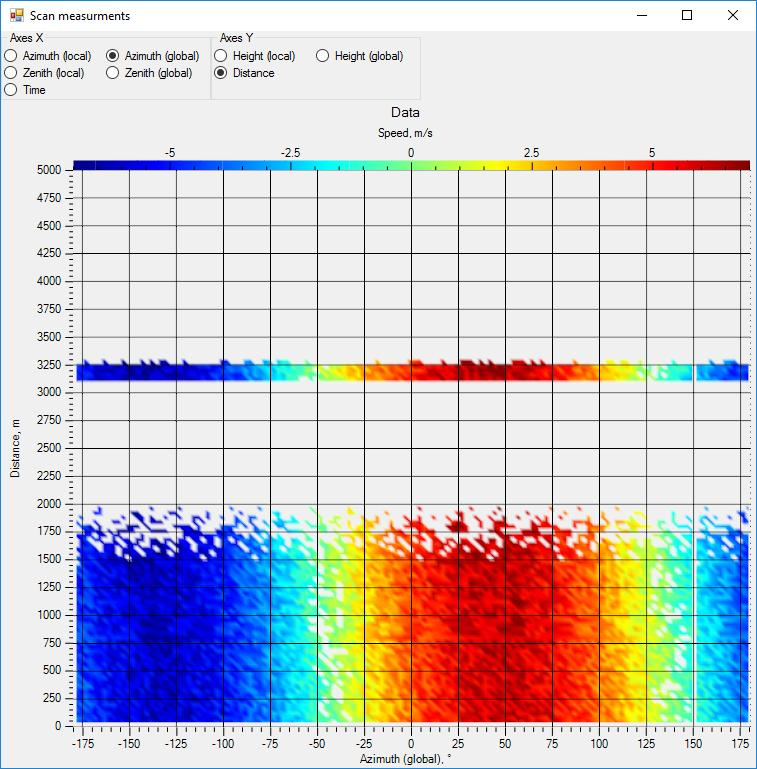 Scan measurments
Axes X
Axes Y
Azimuth (local)
Azimuth (global)
Height (local)
Height (global)
Zenith (local)
Zenith (global)
Distance
Time
Data
Speed, m/s
-5 -2.5 0 2.5 5
5000
4750
4500
4250
4000
3750
3500
3250
3000
2750
2500
2250
2000
1750
1500
1250
1000
750
500
250
0
Distance, m
-175 -150 -125 -100 -75 -50 -25 0 25 50 75 100 125 150 175
Azimuth (global), °